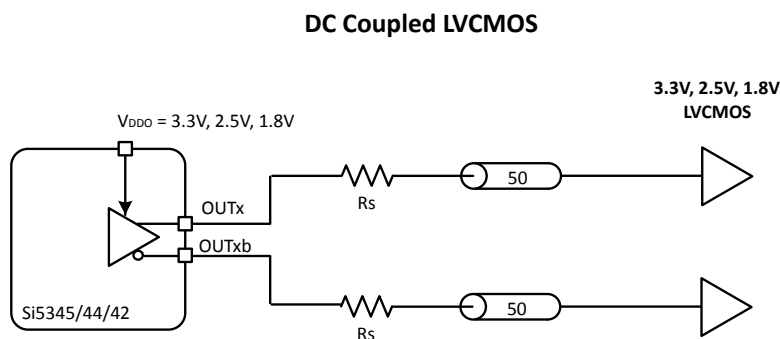 DC Coupled LVCMOS
3.3V, 2.5V, 1.8V
LVCMOS
VDDO = 3.3V, 2.5V, 1.8V
OUTx
Rs
50
OUTxb
Si5345/44/42
Rs
50